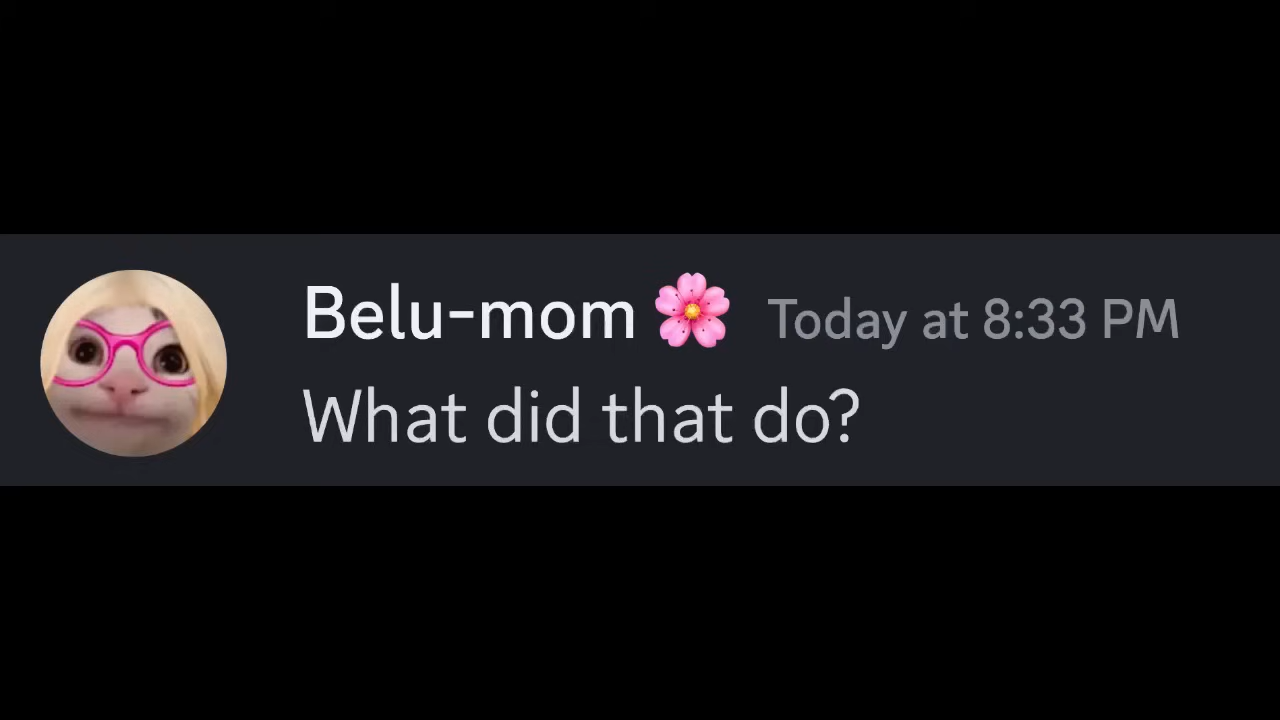 Belu-mom🌸 Today at 8:33 PM
What did that do?